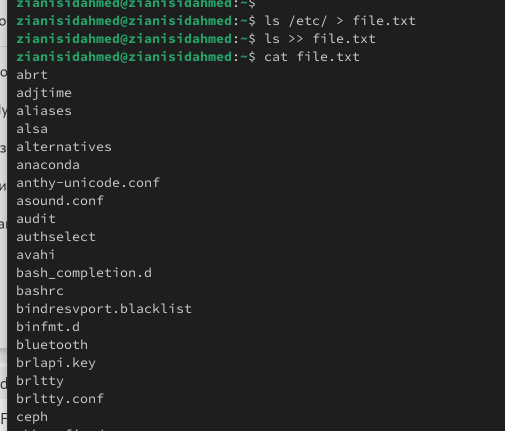 zianisidahmed@zianisidahmed:~$
zianisidahmed@zianisidahmed:~$ ls /etc/ > file.txt
zianisidahmed@zianisidahmed:~$ ls >> file.txt
zianisidahmed@zianisidahmed:~$ cat file.txt
abrt
adjtime
aliases
alsa
alternatives
anaconda
anthy-unicode.conf
asound.conf
audit
authselect
avahi
bash_completion.d
bashrc
bindresvport.blacklist
binfmt.d
bluetooth
brlapi.key
brltty
brltty.conf
ceph